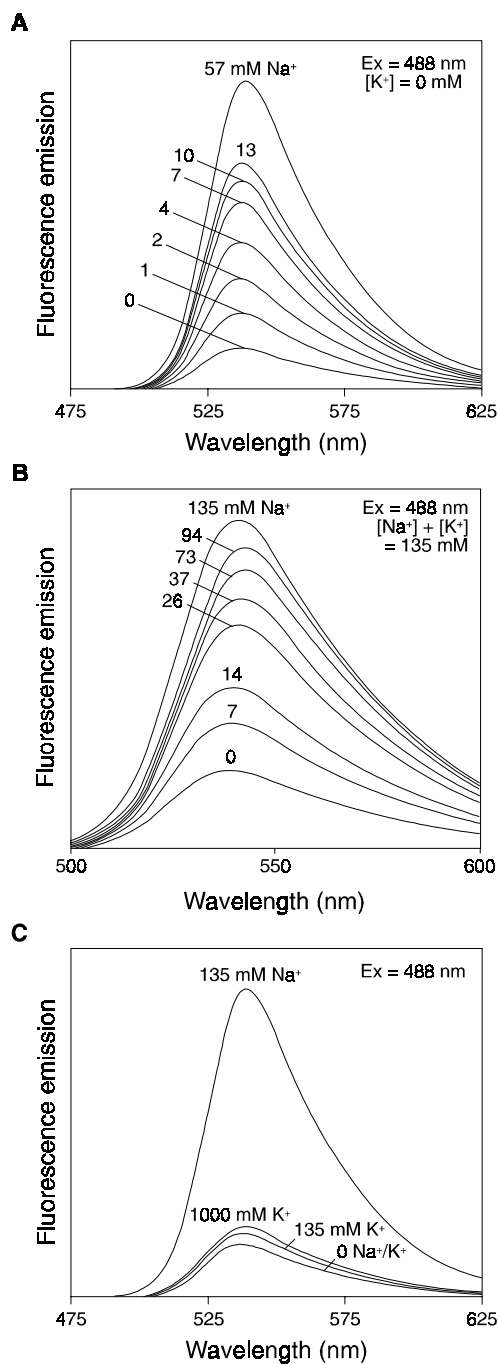 A
57 mM Na⁺
Ex = 488 nm
[K⁺] = 0 mM
10
13
7
4
2
1
0
Fluorescence emission
475
525
575
625
Wavelength (nm)
B
135 mM Na⁺
Ex = 488 nm
[Na⁺] + [K⁺]
= 135 mM
94
73
37
26
14
7
0
Fluorescence emission
500
550
600
Wavelength (nm)
C
135 mM Na⁺
Ex = 488 nm
1000 mM K⁺
135 mM K⁺
0 Na⁺/K⁺
Fluorescence emission
475
525
575
625
Wavelength (nm)